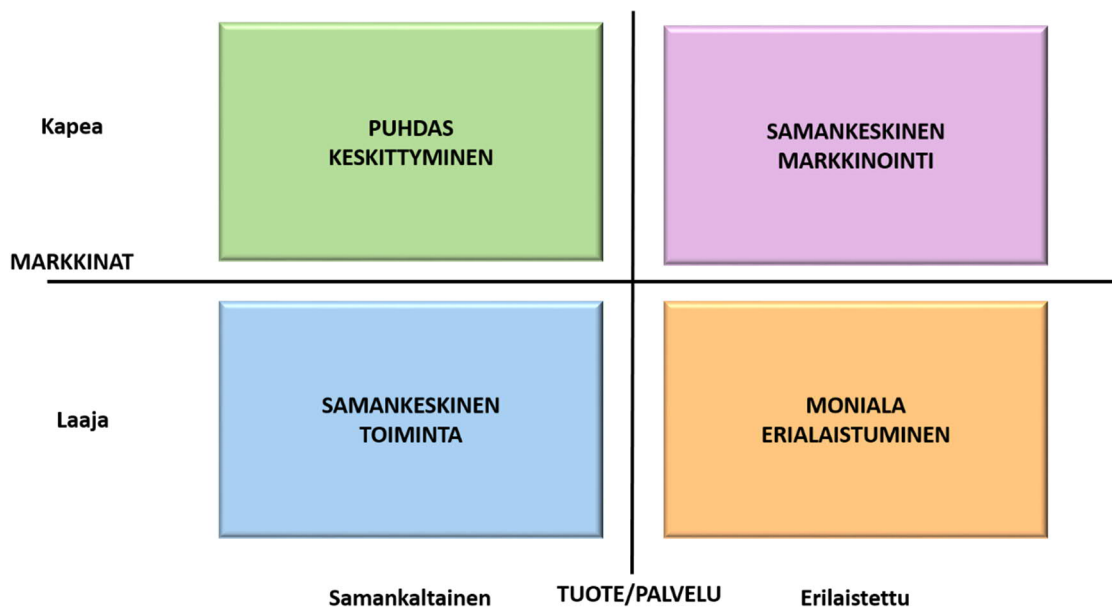 Kapea
PUHDAS
KESKITTYMINEN
SAMANKESKINEN
MARKKINOINTI
MARKKINAT
Laaja
SAMANKESKINEN
TOIMINTA
MONIALA
ERIALAISTUMINEN
Samankaltainen
TUOTE/PALVELU
Erilaistettu